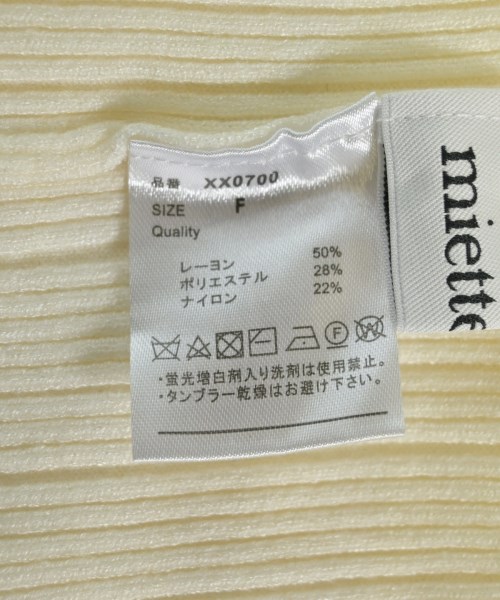 品番 XX0700
SIZE F
Quality
レーヨン 50%
ポリエステル 28%
ナイロン 22%
・蛍光増白剤入り洗剤は使用禁止。
・タンブラー乾燥はお避け下さい。
miette